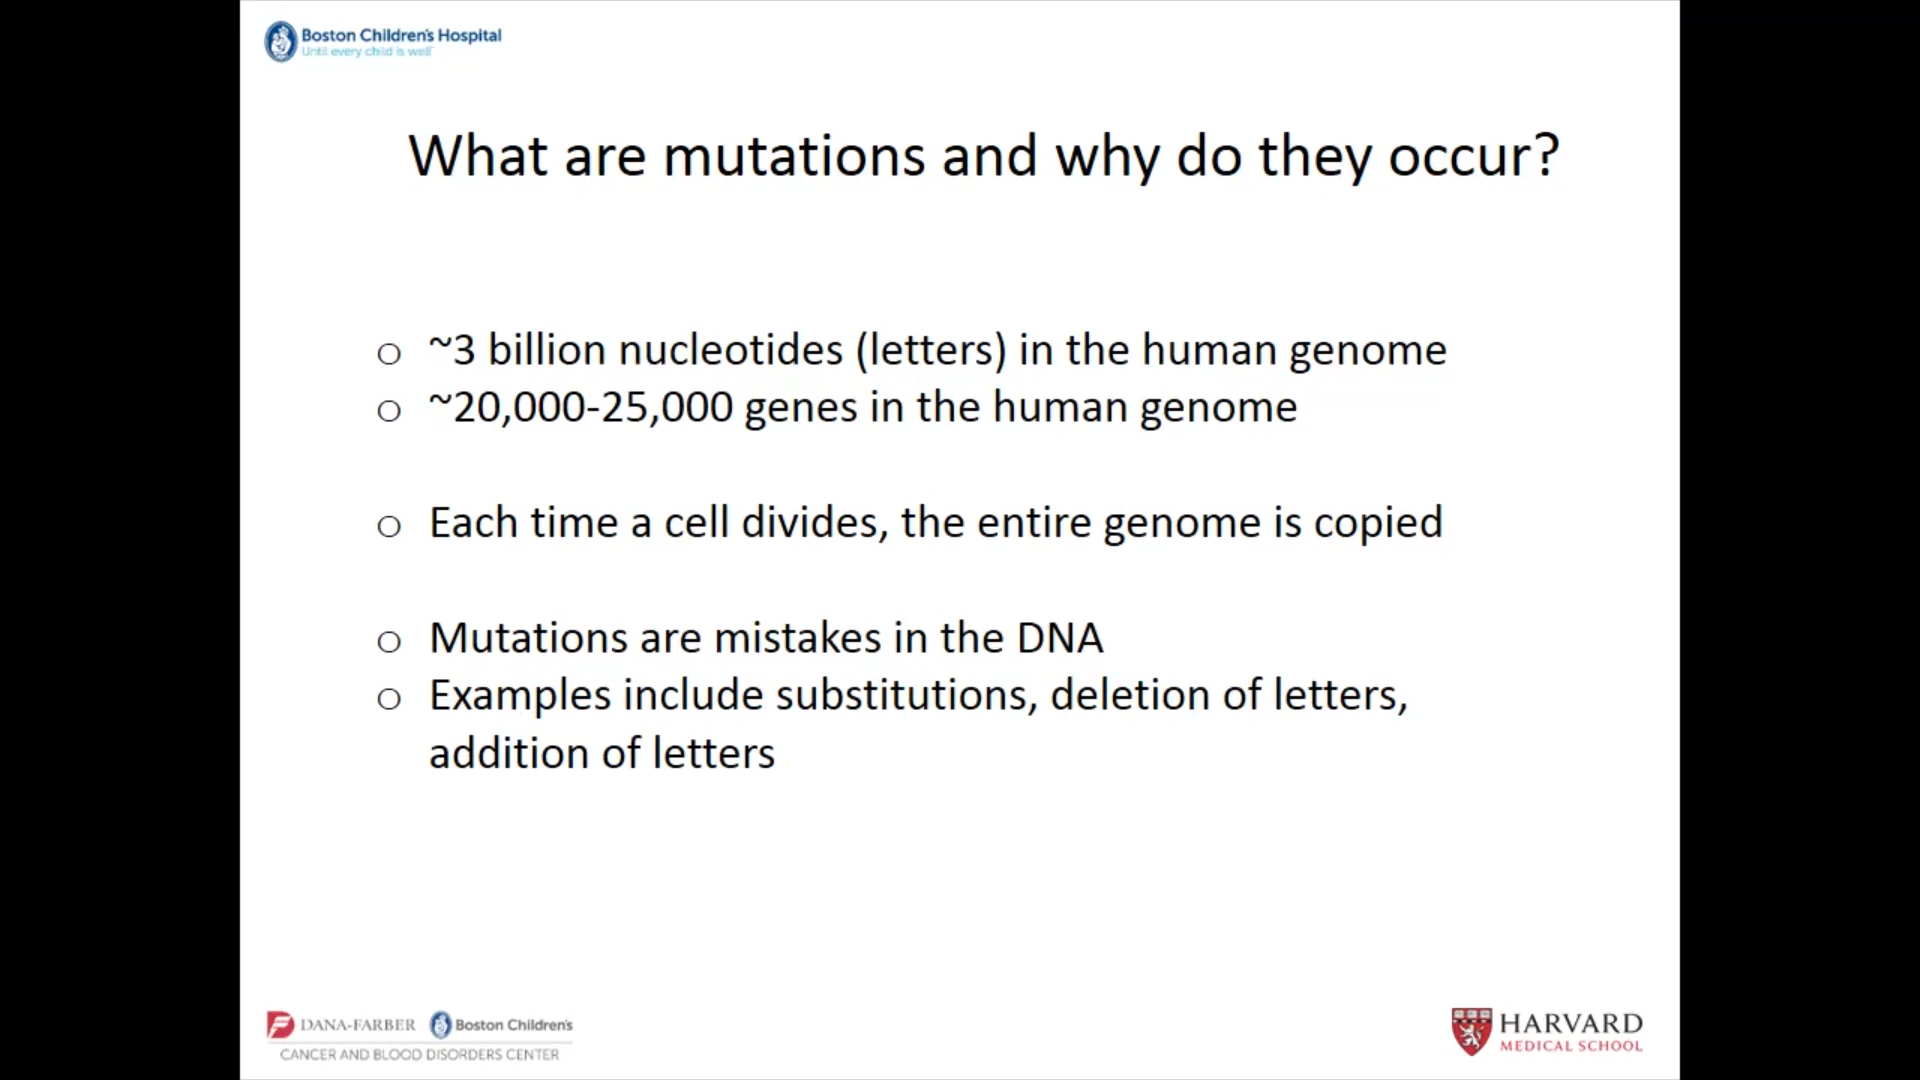 Boston Children's Hospital
Until every child is well™
What are mutations and why do they occur?
o ~3 billion nucleotides (letters) in the human genome
o ~20,000-25,000 genes in the human genome
o Each time a cell divides, the entire genome is copied
o Mutations are mistakes in the DNA
o Examples include substitutions, deletion of letters,
addition of letters
DANA-FARBER Boston Children's
CANCER AND BLOOD DISORDERS CENTER
HARVARD
MEDICAL SCHOOL